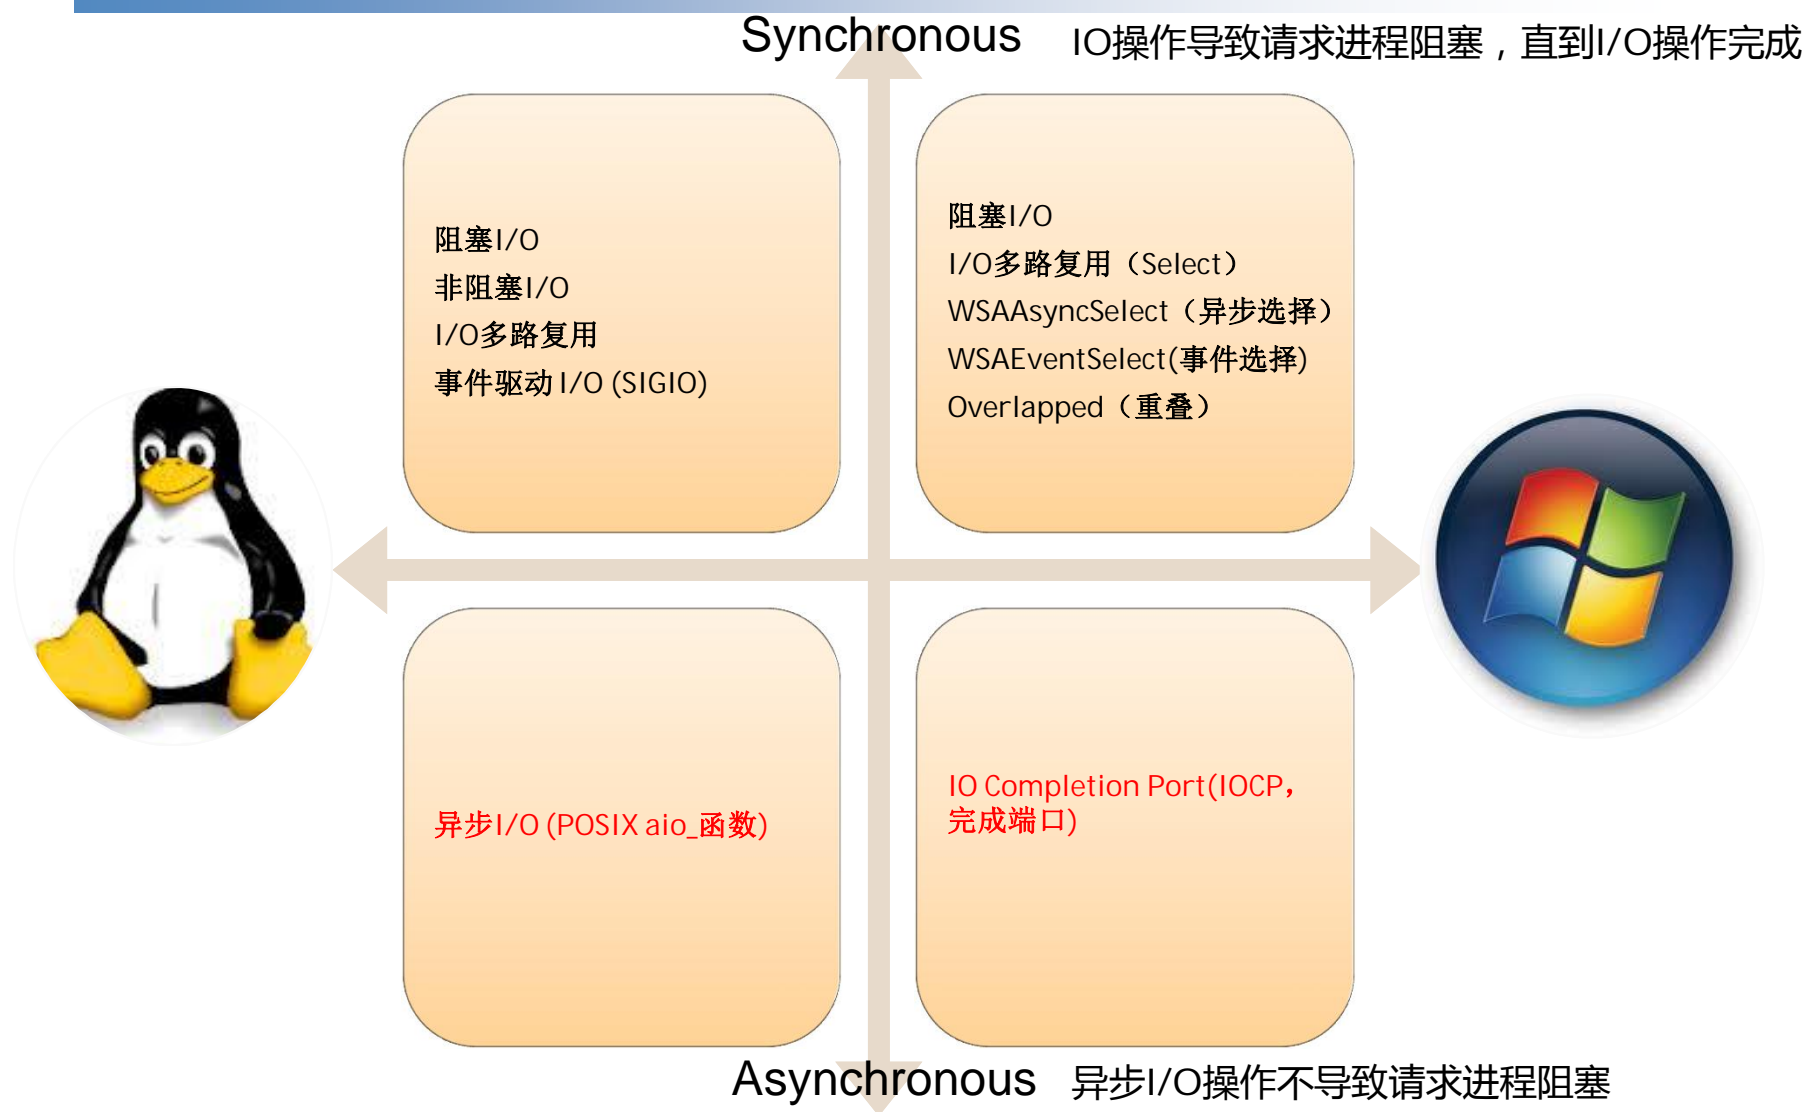 Synchronous IO操作导致请求进程阻塞，直到I/O操作完成
阻塞I/O
非阻塞I/O
I/O多路复用
事件驱动 I/O (SIGIO)
阻塞I/O
I/O多路复用（Select）
WSAAsyncSelect（异步选择）
WSAEventSelect(事件选择)
Overlapped（重叠）
异步I/O (POSIX aio_函数)
IO Completion Port(IOCP，
完成端口)
Asynchronous 异步I/O操作不导致请求进程阻塞